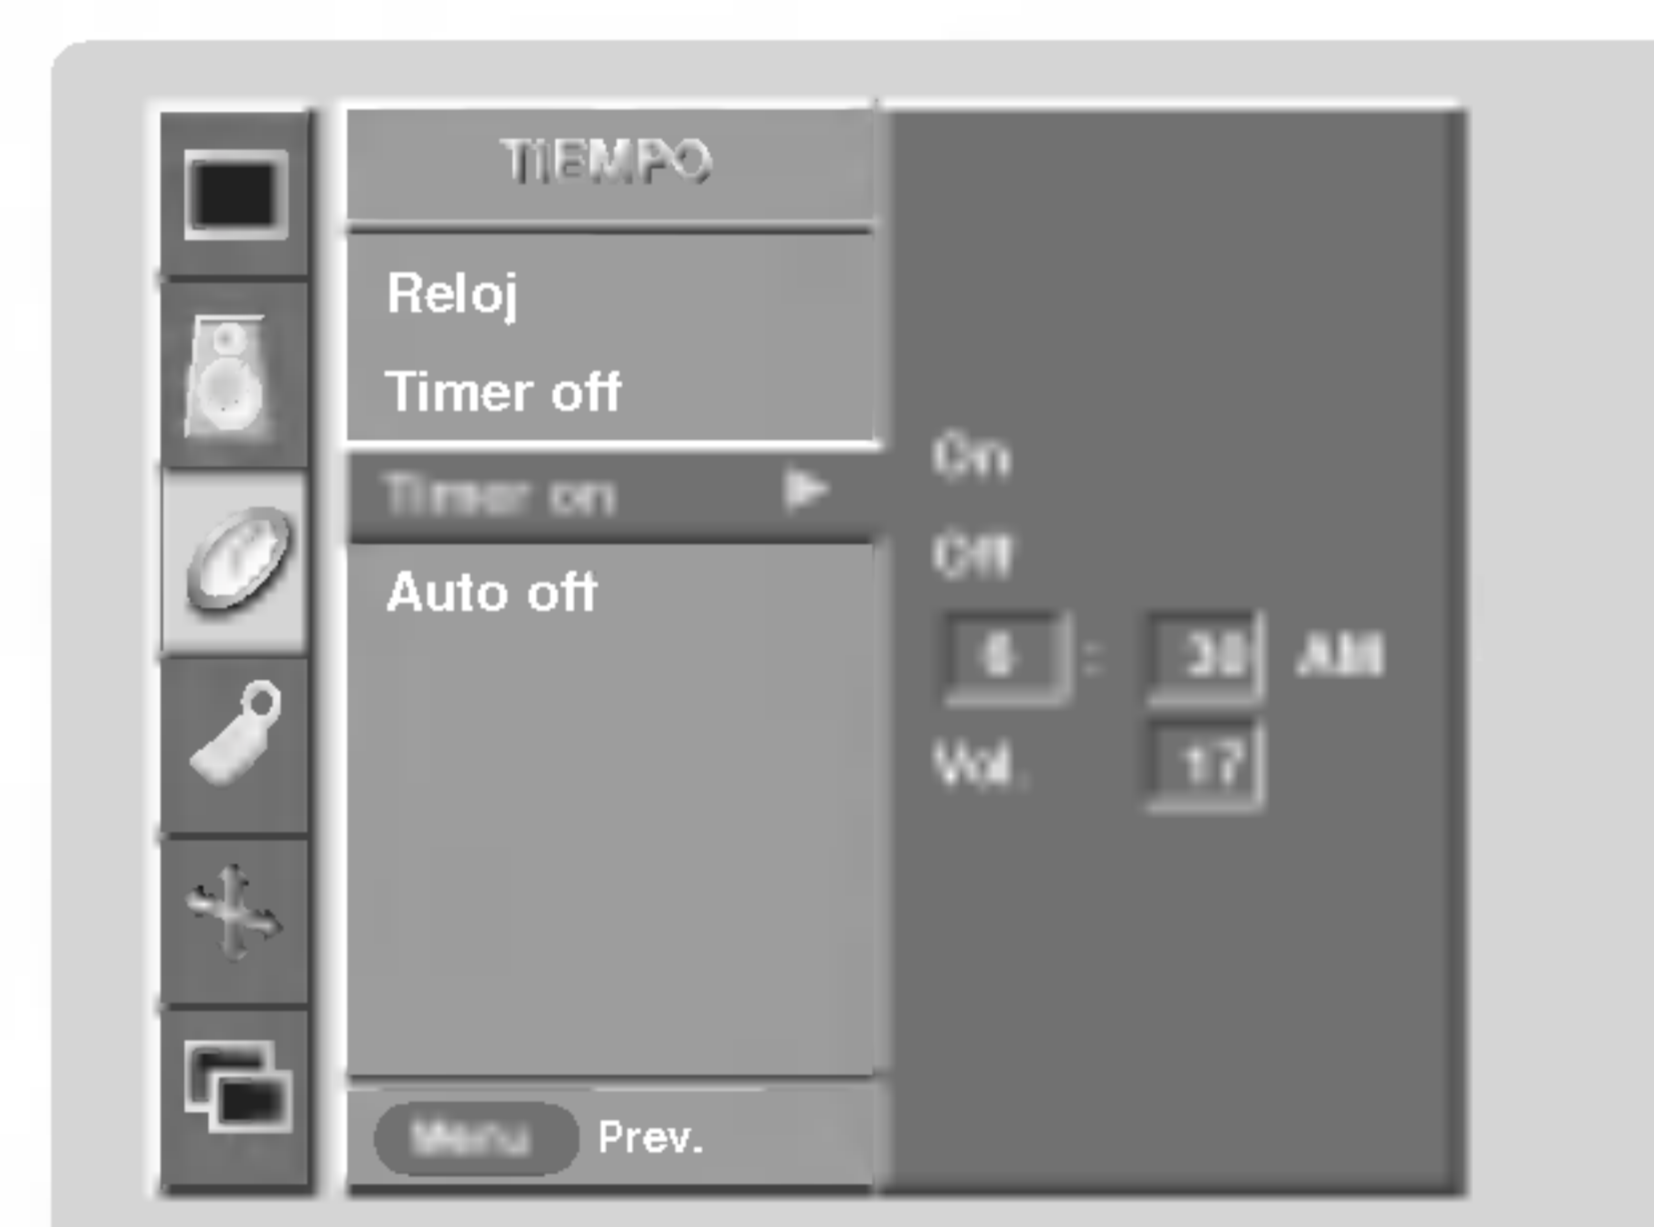 TIEMPO
Reloj
Timer off
Timer on
Auto off
On
Off
6 : 30 AM
Vol. 17
Menu Prev.